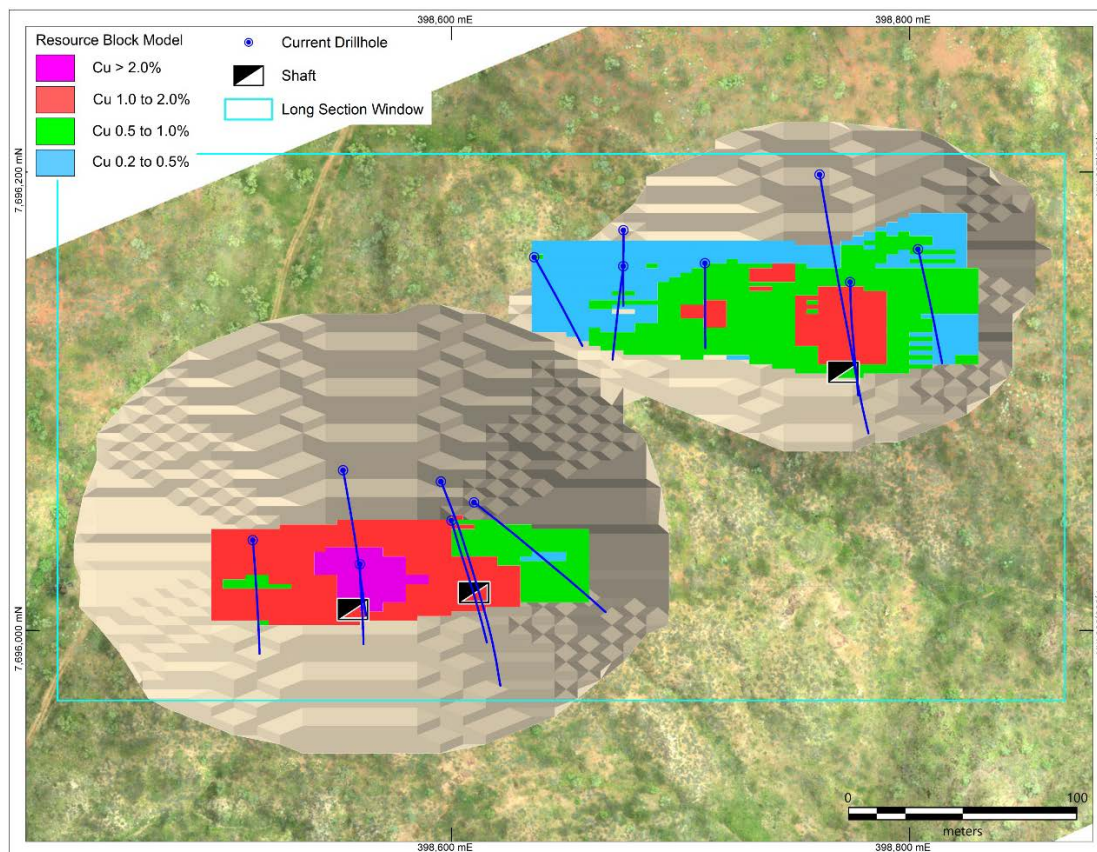 398,600 mE
398,800 mE
Resource Block Model
Cu > 2.0%
Cu 1.0 to 2.0%
Cu 0.5 to 1.0%
Cu 0.2 to 0.5%
Current Drillhole
Shaft
Long Section Window
7,696,200 mN
7,696,000 mN
0
100
meters
398,600 mE
398,800 mE